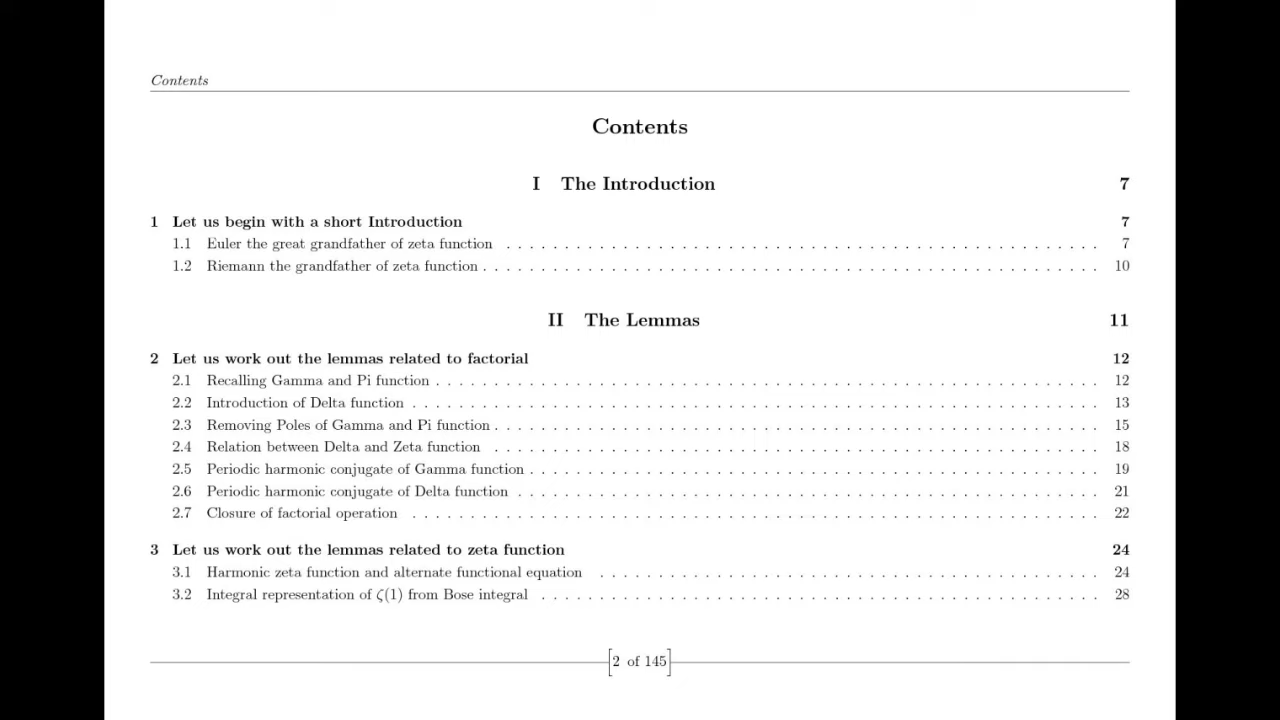 Contents
Contents
I The Introduction 7
1 Let us begin with a short Introduction 7
1.1 Euler the great grandfather of zeta function . . . . . . . . . . . . . . . . . . . . . . . . . . . . . . . . . . . . . . . . . . . . . . . . . . . 7
1.2 Riemann the grandfather of zeta function . . . . . . . . . . . . . . . . . . . . . . . . . . . . . . . . . . . . . . . . . . . . . . . . . . . . . 10
II The Lemmas 11
2 Let us work out the lemmas related to factorial 12
2.1 Recalling Gamma and Pi function . . . . . . . . . . . . . . . . . . . . . . . . . . . . . . . . . . . . . . . . . . . . . . . . . . . . . . . . . 12
2.2 Introduction of Delta function . . . . . . . . . . . . . . . . . . . . . . . . . . . . . . . . . . . . . . . . . . . . . . . . . . . . . . . . . . . 13
2.3 Removing Poles of Gamma and Pi function . . . . . . . . . . . . . . . . . . . . . . . . . . . . . . . . . . . . . . . . . . . . . . . . . . . . 15
2.4 Relation between Delta and Zeta function . . . . . . . . . . . . . . . . . . . . . . . . . . . . . . . . . . . . . . . . . . . . . . . . . . . . 18
2.5 Periodic harmonic conjugate of Gamma function . . . . . . . . . . . . . . . . . . . . . . . . . . . . . . . . . . . . . . . . . . . . . . . . . 19
2.6 Periodic harmonic conjugate of Delta function . . . . . . . . . . . . . . . . . . . . . . . . . . . . . . . . . . . . . . . . . . . . . . . . . . 21
2.7 Closure of factorial operation . . . . . . . . . . . . . . . . . . . . . . . . . . . . . . . . . . . . . . . . . . . . . . . . . . . . . . . . . . . 22
3 Let us work out the lemmas related to zeta function 24
3.1 Harmonic zeta function and alternate functional equation . . . . . . . . . . . . . . . . . . . . . . . . . . . . . . . . . . . . . . . . . . . 24
3.2 Integral representation of ζ(1) from Bose integral . . . . . . . . . . . . . . . . . . . . . . . . . . . . . . . . . . . . . . . . . . . . . . . . 28
[2 of 145]